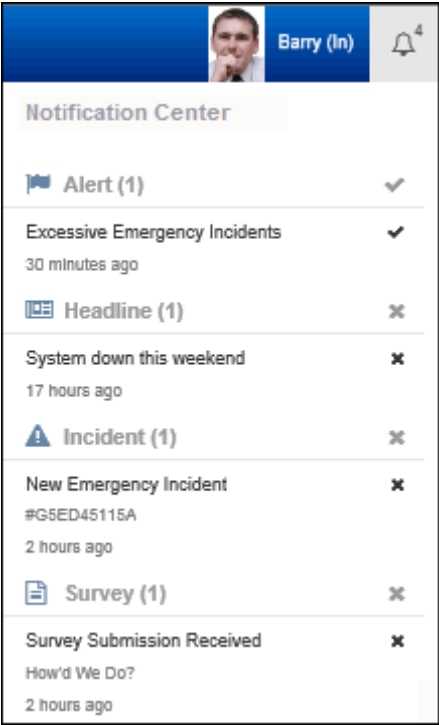 Barry (In)
4
Notification Center
Alert (1)
Excessive Emergency Incidents
30 minutes ago
Headline (1)
System down this weekend
17 hours ago
Incident (1)
New Emergency Incident
#G5ED45115A
2 hours ago
Survey (1)
Survey Submission Received
How'd We Do?
2 hours ago